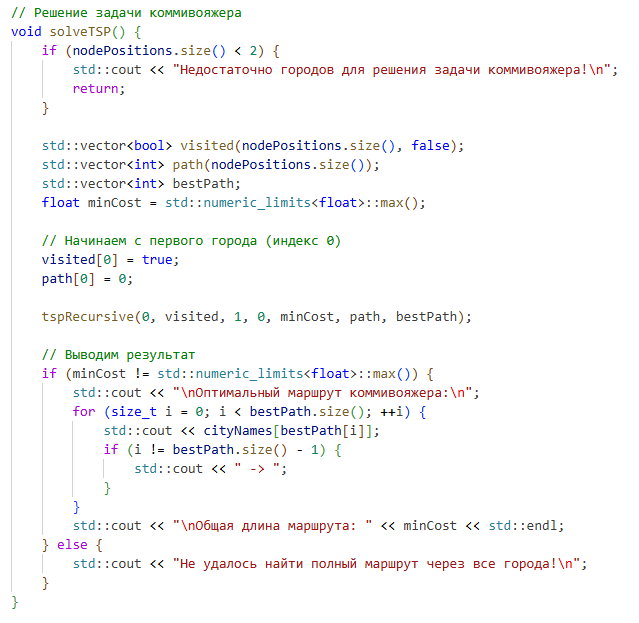 // Решение задачи коммивояжера
void solveTSP() {
    if (nodePositions.size() < 2) {
        std::cout << "Недостаточно городов для решения задачи коммивояжера!\n";
        return;
    }

    std::vector<bool> visited(nodePositions.size(), false);
    std::vector<int> path(nodePositions.size());
    std::vector<int> bestPath;
    float minCost = std::numeric_limits<float>::max();

    // Начинаем с первого города (индекс 0)
    visited[0] = true;
    path[0] = 0;

    tspRecursive(0, visited, 1, 0, minCost, path, bestPath);

    // Выводим результат
    if (minCost != std::numeric_limits<float>::max()) {
        std::cout << "\nОптимальный маршрут коммивояжера:\n";
        for (size_t i = 0; i < bestPath.size(); ++i) {
            std::cout << cityNames[bestPath[i]];
            if (i != bestPath.size() - 1) {
                std::cout << " -> ";
            }
        }
        std::cout << "\nОбщая длина маршрута: " << minCost << std::endl;
    } else {
        std::cout << "Не удалось найти полный маршрут через все города!\n";
    }
}